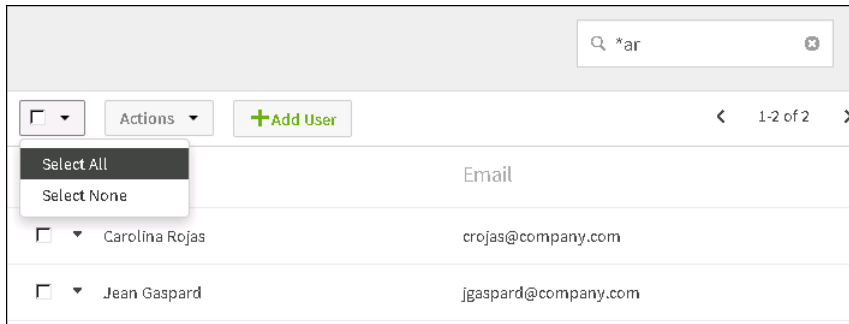 *ar
Actions
+Add User
1-2 of 2
Select All
Select None
Email
Carolina Rojas crojas@company.com
Jean Gaspard jgaspard@company.com